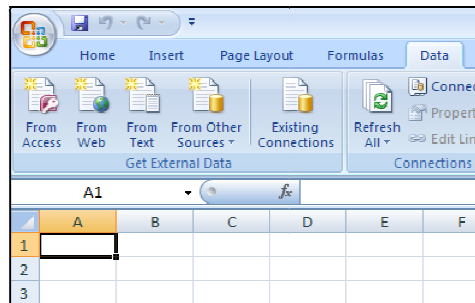 Home Insert Page Layout Formulas Data
From Access
From Web
From Text
From Other Sources
Existing Connections
Refresh All
Edit
Get External Data
Connections
A1 fx
A B C D E F
1
2
3